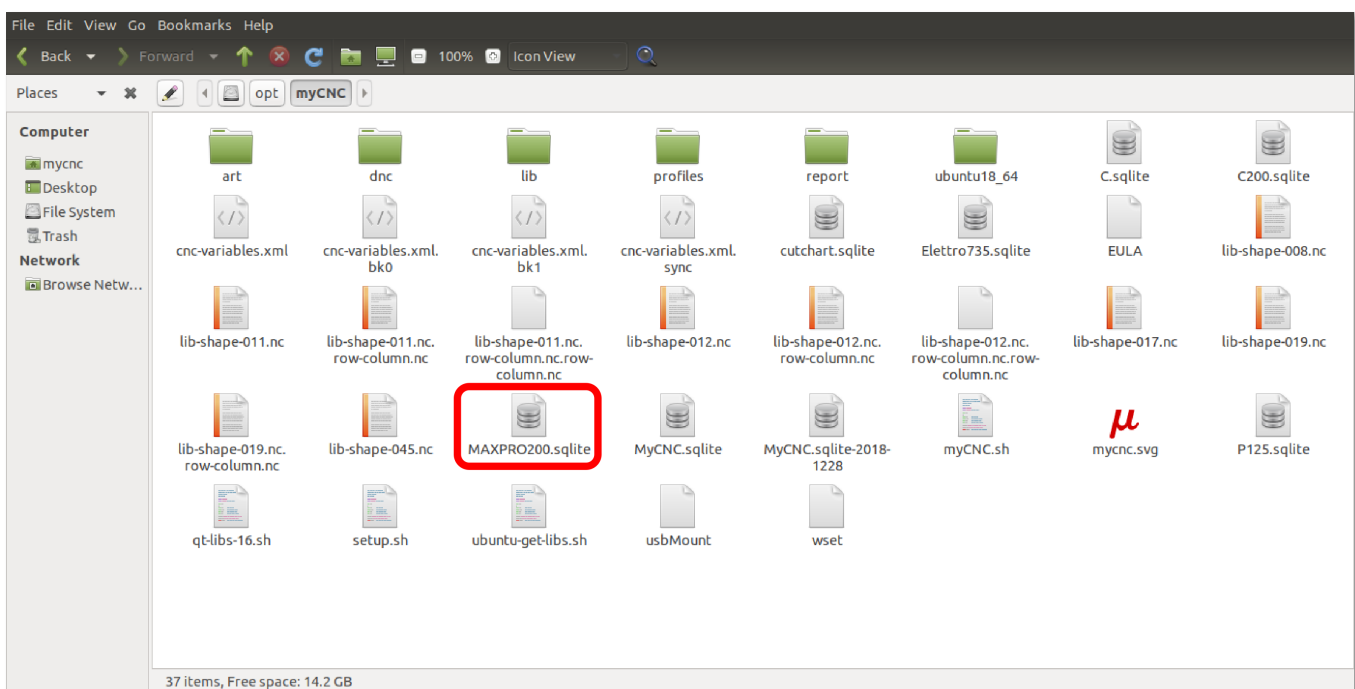 File Edit View Go Bookmarks Help
Back Forward 100% Icon View
Places opt myCNC
Computer
mycnc
Desktop
File System
Trash
Network
Browse Netw...
art dnc lib profiles report ubuntu18_64 C.sqlite C200.sqlite
cnc-variables.xml cnc-variables.xml. cnc-variables.xml. cnc-variables.xml. cutchart.sqlite Elettro735.sqlite EULA lib-shape-008.nc
bk0 bk1 sync
lib-shape-011.nc lib-shape-011.nc. lib-shape-011.nc. lib-shape-012.nc lib-shape-012.nc. lib-shape-012.nc. lib-shape-017.nc lib-shape-019.nc
row-column.nc row-column.nc.row- row-column.nc row-column.nc.row-
column.nc column.nc
lib-shape-019.nc. lib-shape-045.nc MAXPRO200.sqlite MyCNC.sqlite MyCNC.sqlite-2018- myCNC.sh mycnc.svg P125.sqlite
row-column.nc 1228
qt-libs-16.sh setup.sh ubuntu-get-libs.sh usbMount wset
37 items, Free space: 14.2 GB